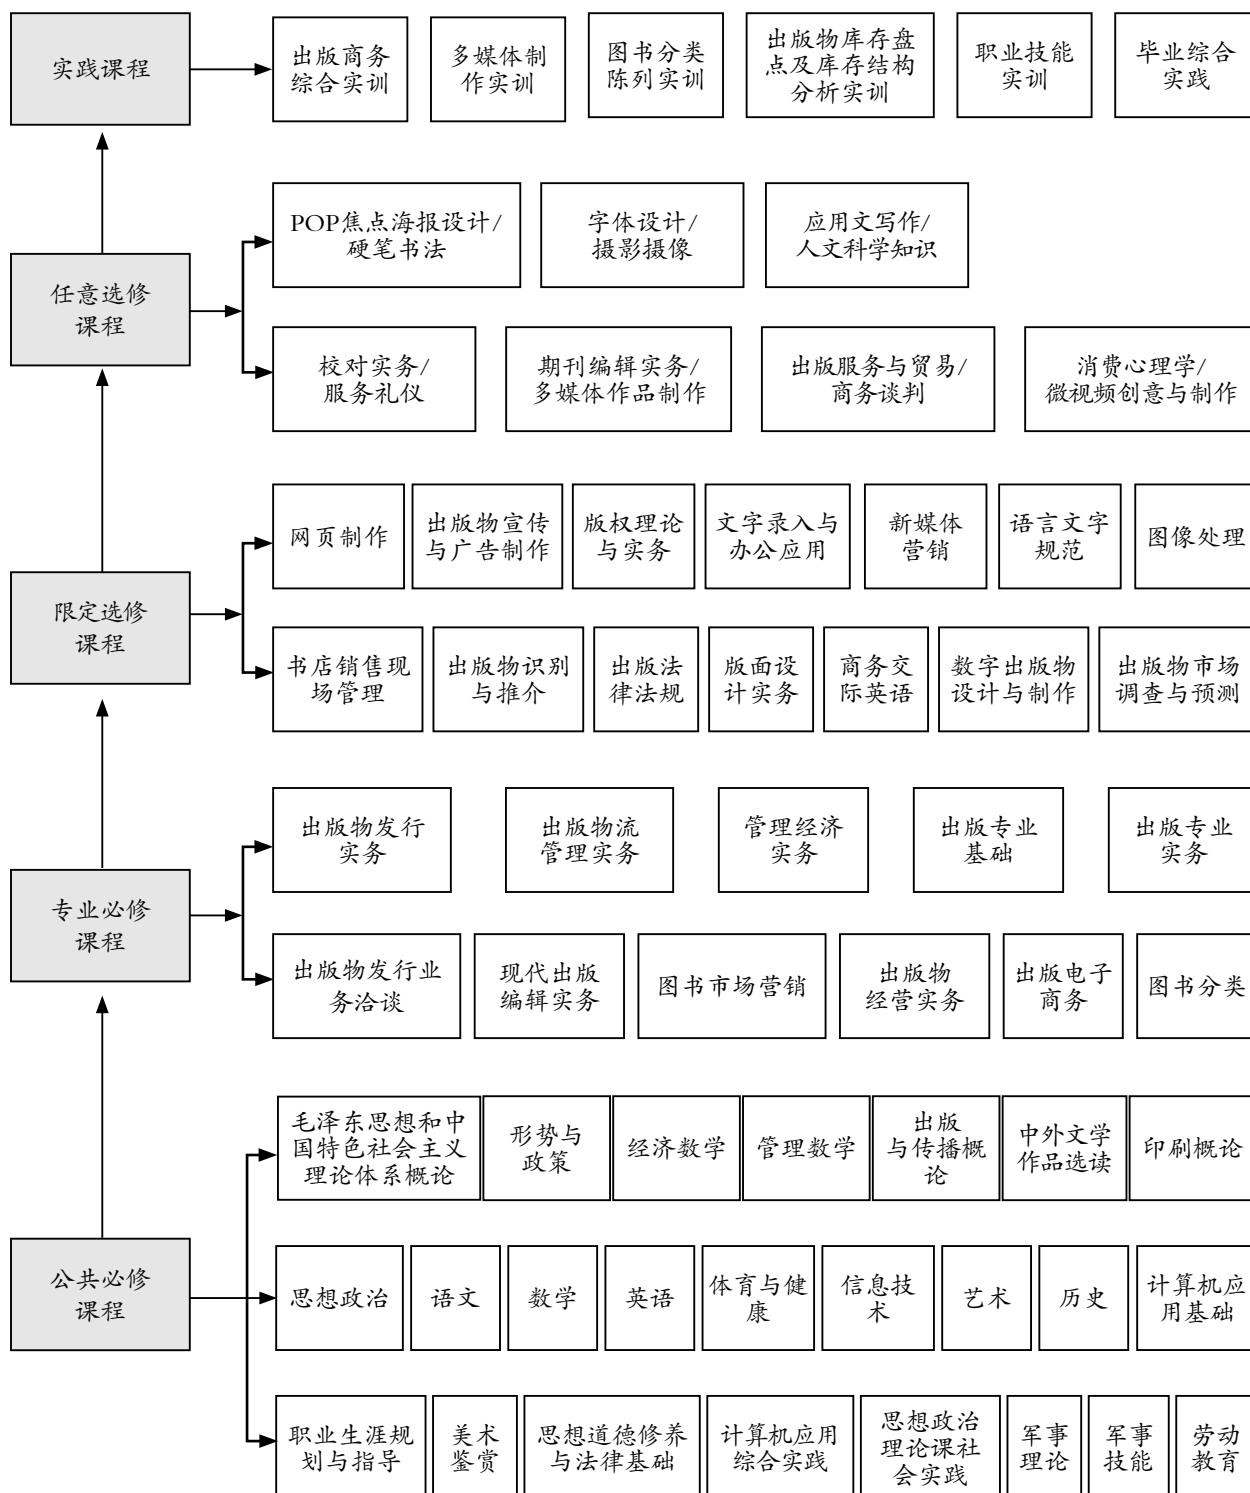 实践课程
出版商务
综合实训
多媒体制
作实训
图书分类
陈列实训
出版物库存盘
点及库存结构
分析实训
职业技能
实训
毕业综合
实践
任意选修
课程
POP焦点海报设计/
硬笔书法
字体设计/
摄影摄像
应用文写作/
人文科学知识
校对实务/
服务礼仪
期刊编辑实务/
多媒体作品制作
出版服务与贸易/
商务谈判
消费心理学/
微视频创意与制作
限定选修
课程
网页制作
出版物宣传
与广告制作
版权理论
与实务
文字录入与
办公应用
新媒体
营销
语言文字
规范
图像处理
书店销售现
场管理
出版物识别
与推介
出版法
律法规
版面设
计实务
商务交
际英语
数字出版物
设计与制作
出版物市场
调查与预测
专业必修
课程
出版物发行
实务
出版物流
管理实务
管理经济
实务
出版专业
基础
出版专业
实务
出版物发行业
务洽谈
现代出版
编辑实务
图书市场营销
出版物
经营实务
出版电子
商务
图书分类
公共必修
课程
毛泽东思想和中
国特色社会主义
理论体系概论
形势与
政策
经济数学
管理数学
出版
与传播概
论
中外文学
作品选读
印刷概论
思想政治
语文
数学
英语
体育与健
康
信息技
术
艺术
历史
计算机应
用基础
职业生涯规
划与指导
美术
鉴赏
思想道德修养
与法律基础
计算机应用
综合实践
思想政治
理论课社
会实践
军事
理论
军事
技能
劳动
教育